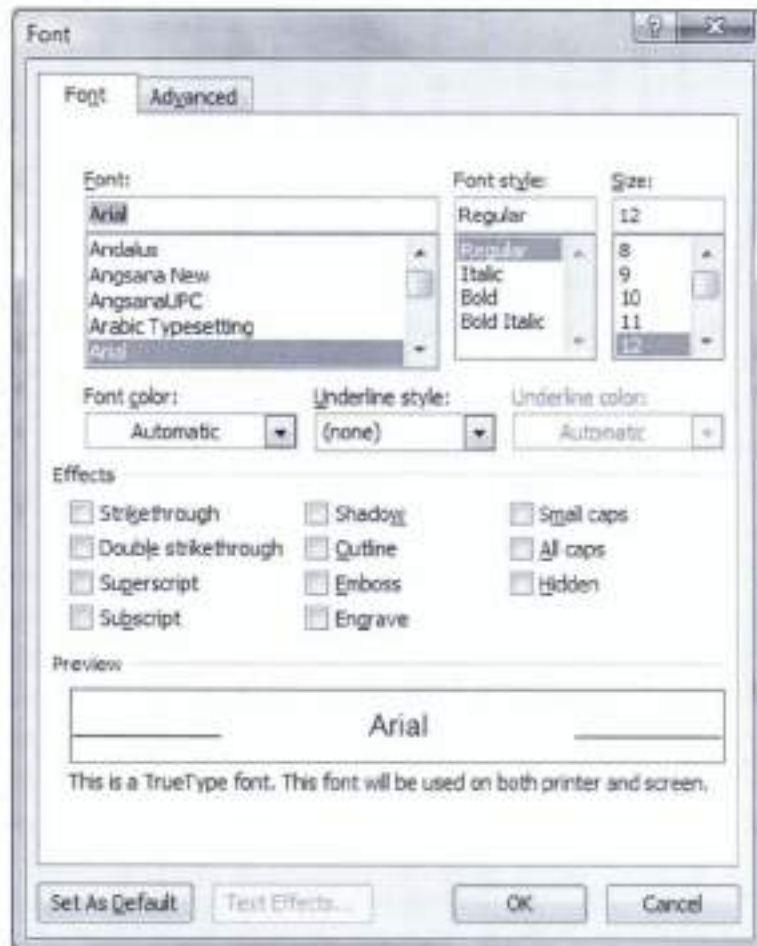 Font
Font Advanced
Font: Font style: Size:
Arial Regular 12
Andalus Regular 8
Angsana New Italic 9
AngsanaUPC Bold 10
Arabic Typesetting Bold Italic 11
Arial 12
Font color: Underline style: Underline color:
Automatic (none) Automatic
Effects
Strikethrough Shadow Small caps
Double strikethrough Outline All caps
Superscript Emboss Hidden
Subscript Engrave
Preview
Arial
This is a TrueType font. This font will be used on both printer and screen.
Set As Default Text Effects... OK Cancel